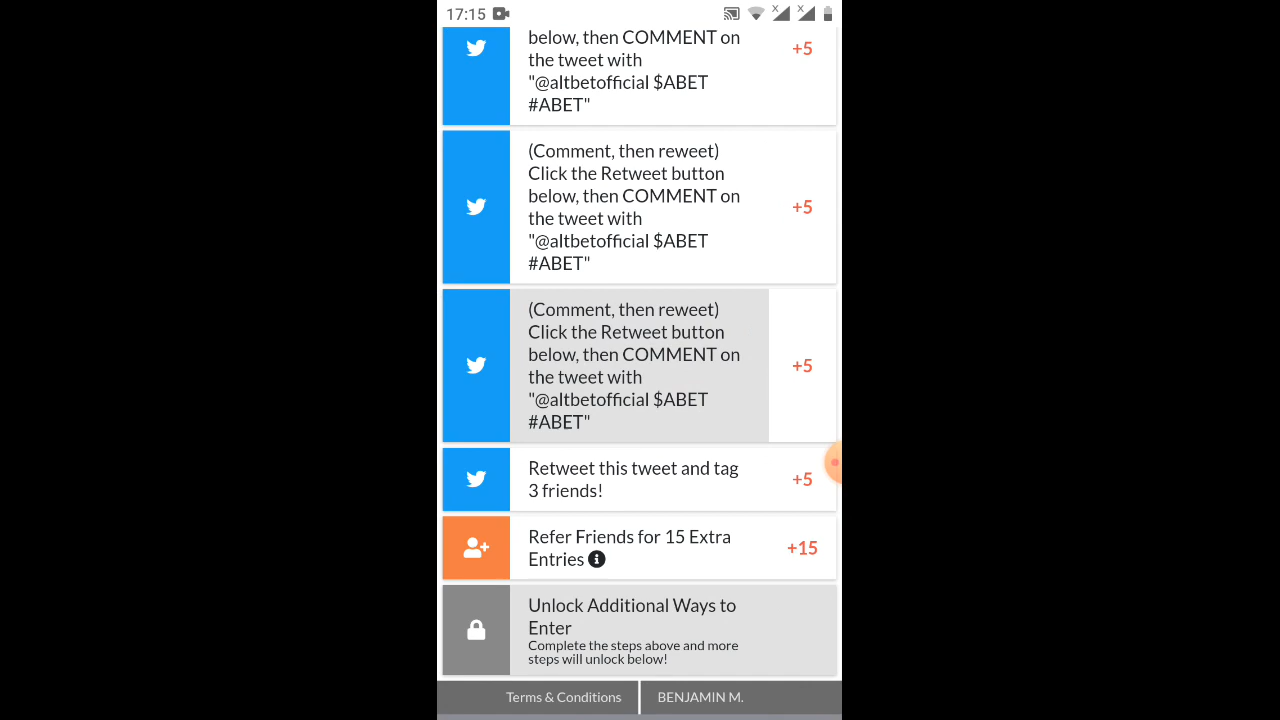 17:15
below, then COMMENT on
the tweet with
"@altbetofficial $ABET
#ABET"
+5
(Comment, then reweet)
Click the Retweet button
below, then COMMENT on
the tweet with
"@altbetofficial $ABET
#ABET"
+5
(Comment, then reweet)
Click the Retweet button
below, then COMMENT on
the tweet with
"@altbetofficial $ABET
#ABET"
+5
Retweet this tweet and tag
3 friends!
+5
Refer Friends for 15 Extra
Entries
+15
Unlock Additional Ways to
Enter
Complete the steps above and more
steps will unlock below!
Terms & Conditions
BENJAMIN M.